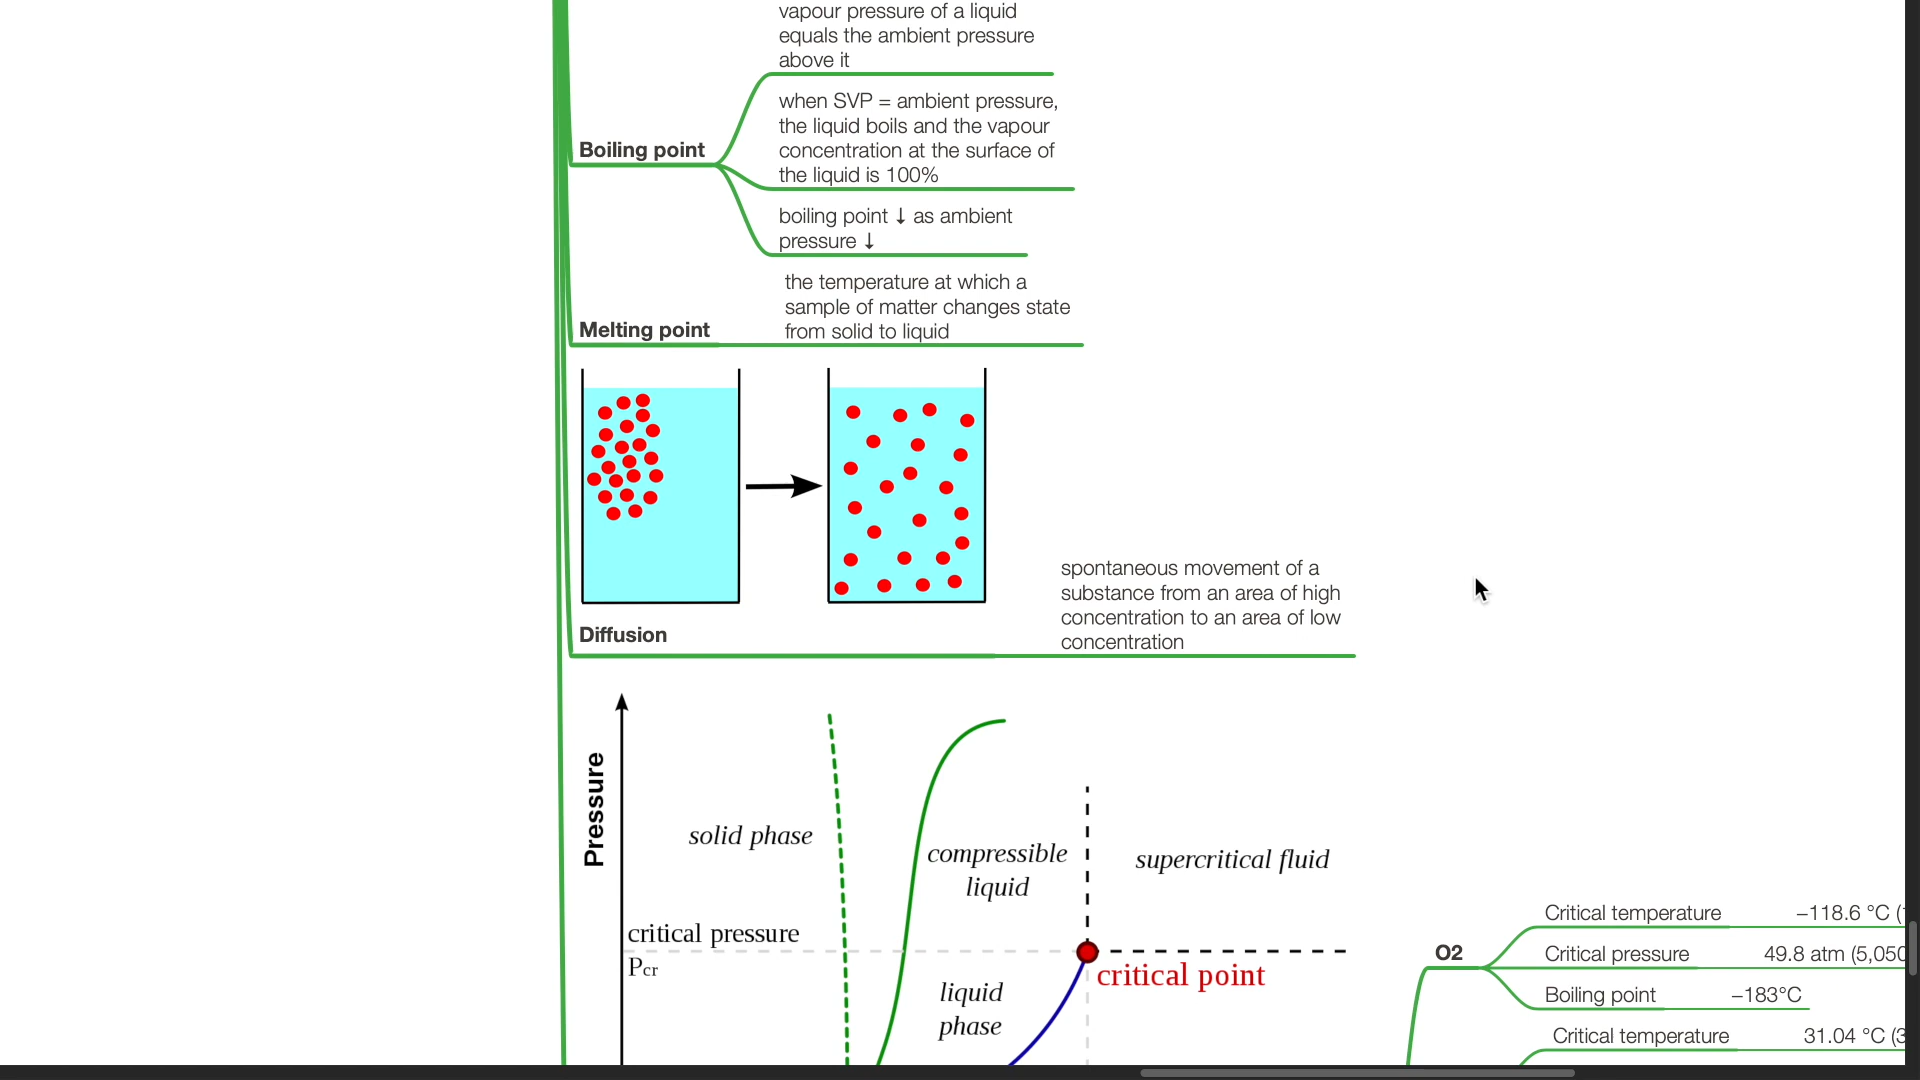 vapour pressure of a liquid
equals the ambient pressure
above it
Boiling point
when SVP = ambient pressure,
the liquid boils and the vapour
concentration at the surface of
the liquid is 100%
boiling point ↓ as ambient
pressure ↓
Melting point
the temperature at which a
sample of matter changes state
from solid to liquid
Diffusion
spontaneous movement of a
substance from an area of high
concentration to an area of low
concentration
Pressure
solid phase
compressible
liquid
supercritical fluid
critical pressure
Pcr
critical point
liquid
phase
O2
Critical temperature
−118.6 °C (
Critical pressure
49.8 atm (5,050
Boiling point
−183°C
Critical temperature
31.04 °C (3